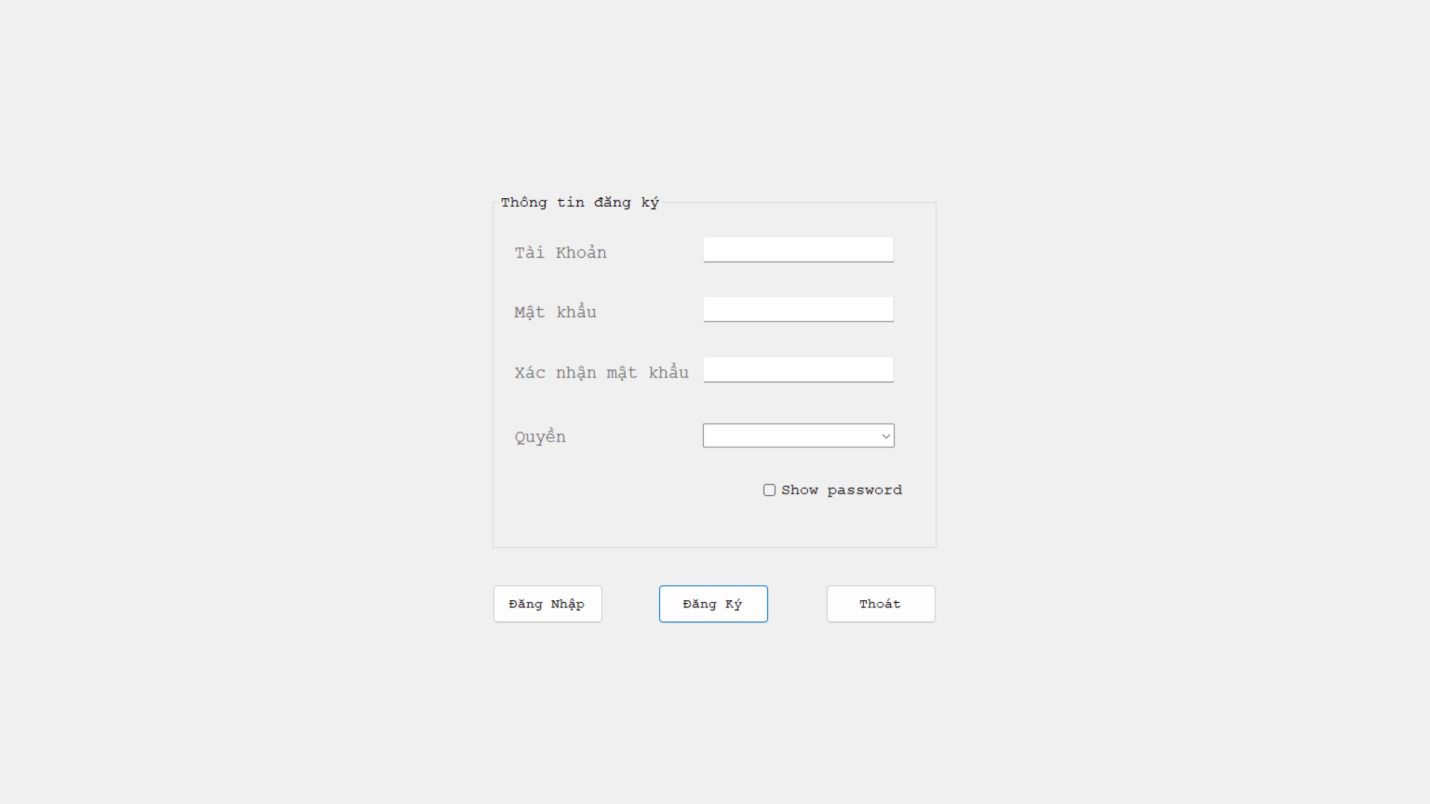 Thông tin đăng ký
Tài Khoản
Mật khẩu
Xác nhận mật khẩu
Quyền
Show password
Đăng Nhập Đăng Ký Thoát